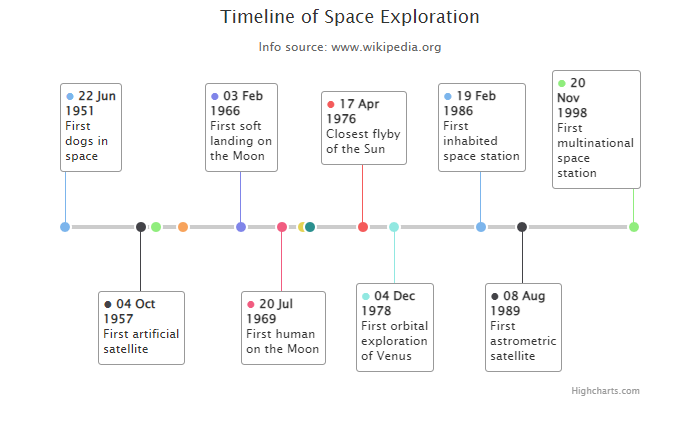 Timeline of Space Exploration
Info source: www.wikipedia.org
22 Jun
1951
First
dogs in
space
03 Feb
1966
First soft
landing on
the Moon
17 Apr
1976
Closest flyby
of the Sun
19 Feb
1986
First
inhabited
space station
20
Nov
1998
First
multinational
space
station
04 Oct
1957
First artificial
satellite
20 Jul
1969
First human
on the Moon
04 Dec
1978
First orbital
exploration
of Venus
08 Aug
1989
First
astrometric
satellite
Highcharts.com